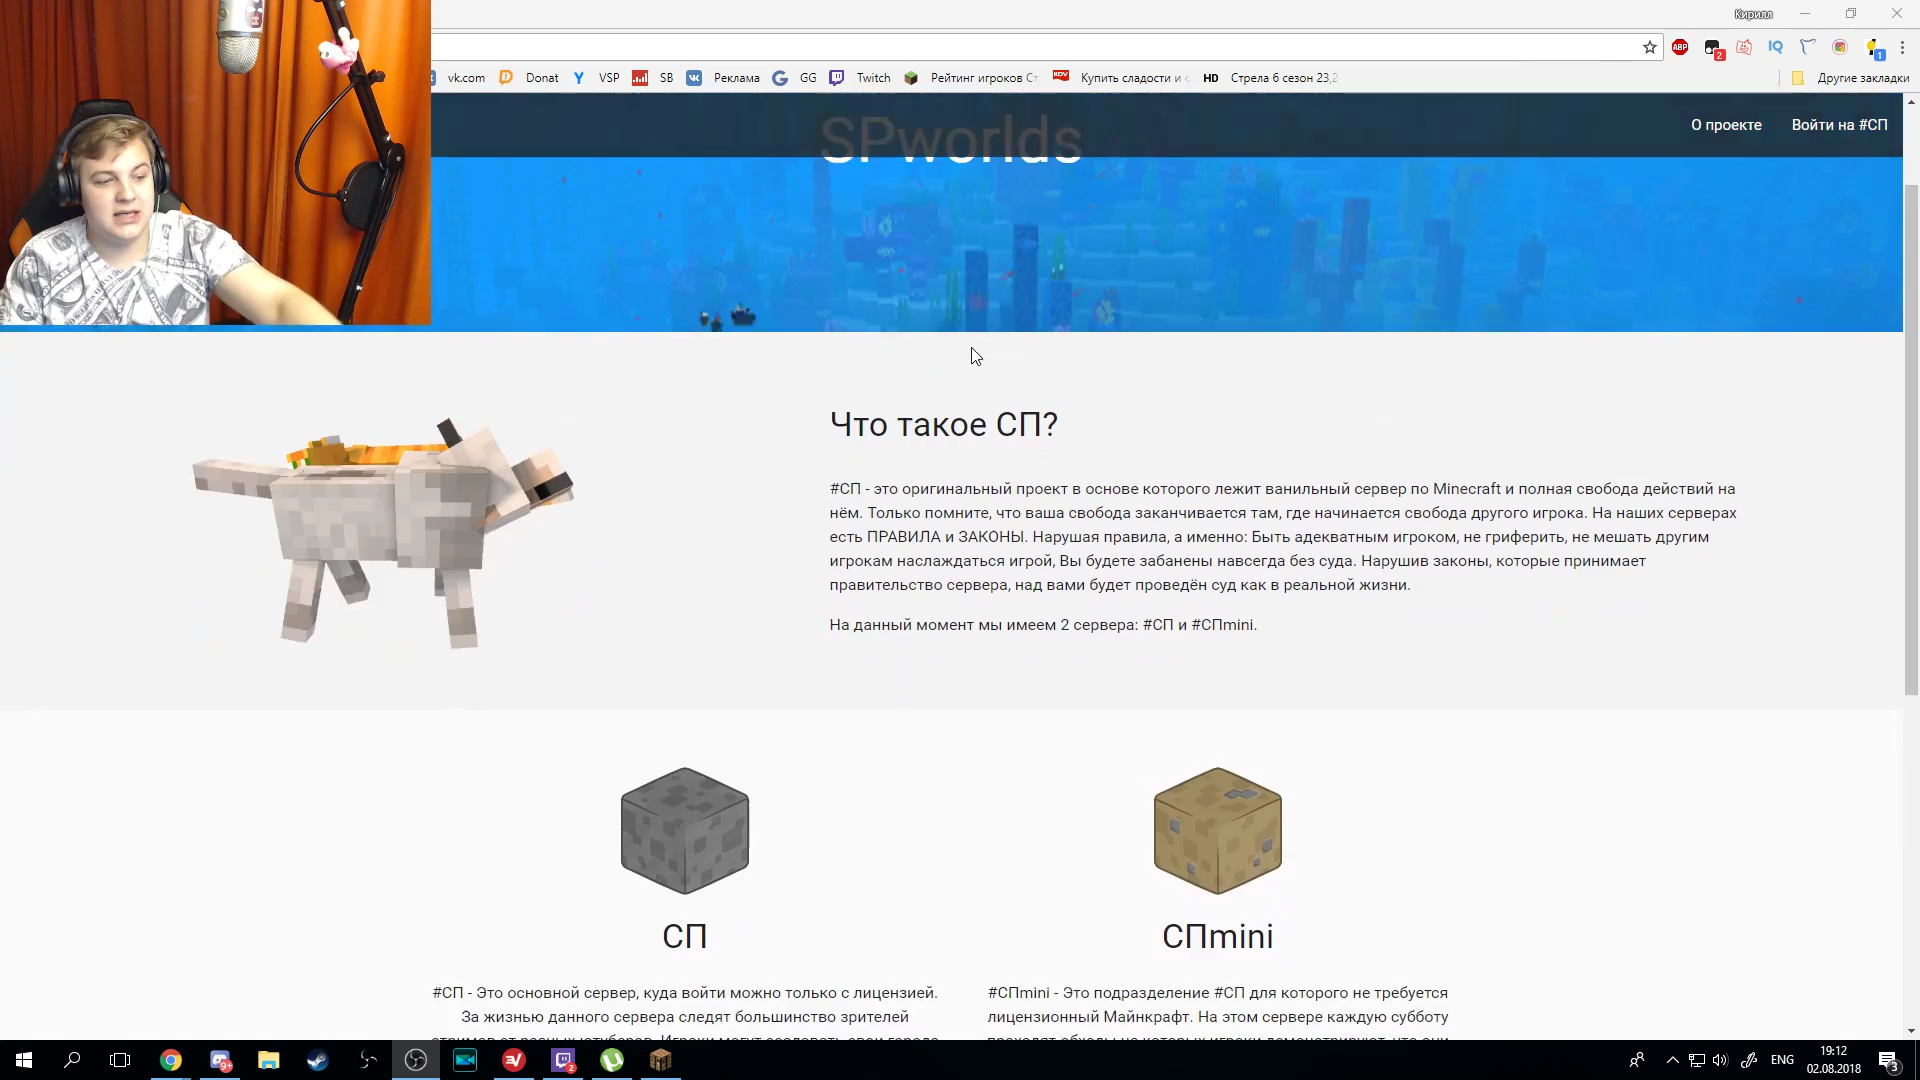 Кирилл
ABP
2
IQ
1
vk.com
Donat
VSP
SB
Реклама
GG
Twitch
Рейтинг игроков Ст
Купить сладости и с
HD
Стрела 6 сезон 23,2
Другие закладки
SPworlds
О проекте
Войти на #СП
Что такое СП?
#СП - это оригинальный проект в основе которого лежит ванильный сервер по Minecraft и полная свобода действий на
нём. Только помните, что ваша свобода заканчивается там, где начинается свобода другого игрока. На наших серверах
есть ПРАВИЛА и ЗАКОНЫ. Нарушая правила, а именно: Быть адекватным игроком, не гриферить, не мешать другим
игрокам наслаждаться игрой, Вы будете забанены навсегда без суда. Нарушив законы, которые принимает
правительство сервера, над вами будет проведён суд как в реальной жизни.
На данный момент мы имеем 2 сервера: #СП и #СПmini.
СП
#СП - Это основной сервер, куда войти можно только с лицензией.
За жизнью данного сервера следят большинство зрителей
СПmini
#СПmini - Это подразделение #СП для которого не требуется
лицензионный Майнкрафт. На этом сервере каждую субботу
9+
2
ENG
19:12
02.08.2018
3